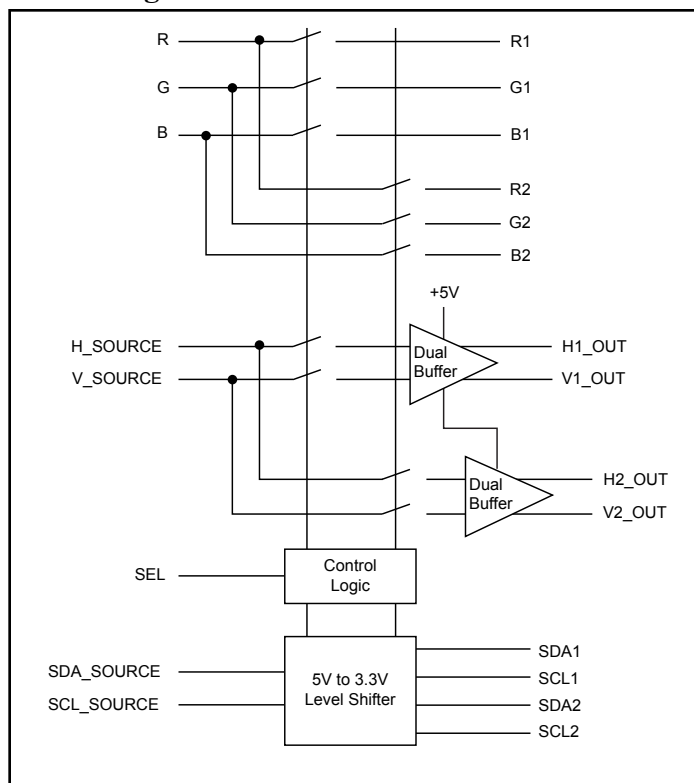 R
R1
G
G1
B
B1
R2
G2
B2
+5V
H_SOURCE
Dual
Buffer
H1_OUT
V_SOURCE
V1_OUT
Dual
Buffer
H2_OUT
V2_OUT
SEL
Control
Logic
SDA_SOURCE
SCL_SOURCE
5V to 3.3V
Level Shifter
SDA1
SCL1
SDA2
SCL2